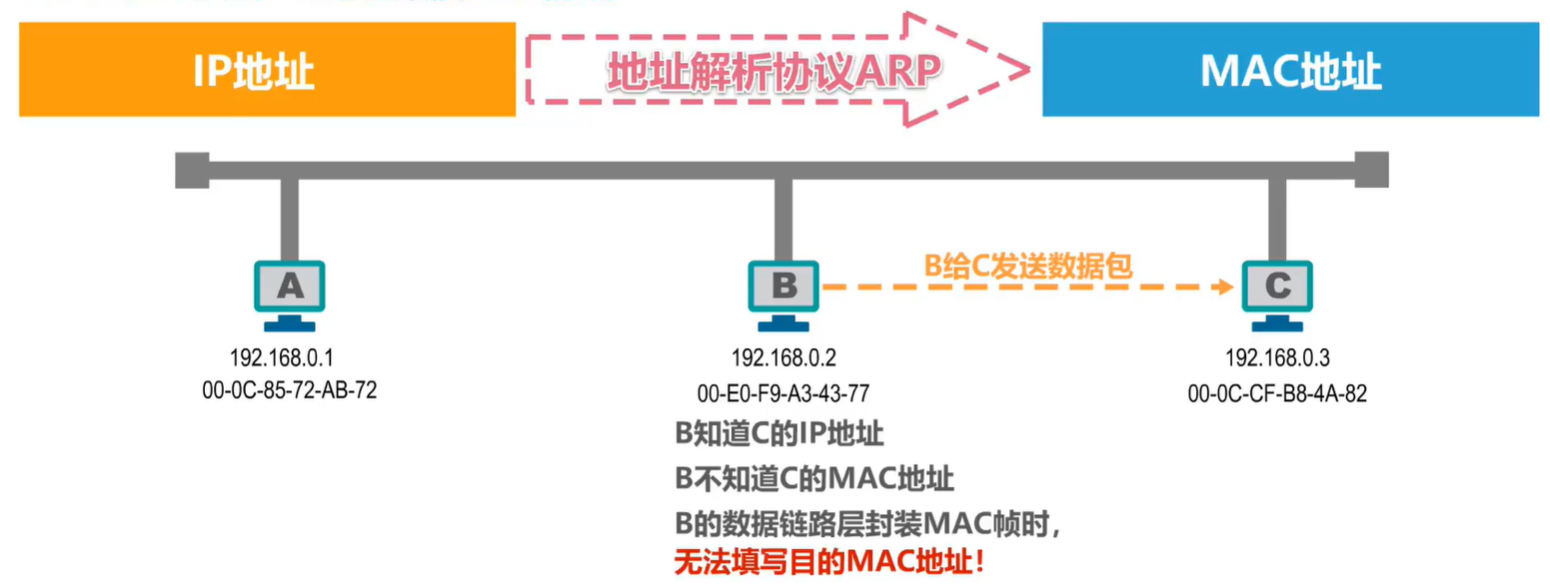 IP地址
地址解析协议ARP
MAC地址
B给C发送数据包
A
B
C
192.168.0.1
00-0C-85-72-AB-72
192.168.0.2
00-E0-F9-A3-43-77
192.168.0.3
00-0C-CF-B8-4A-82
B知道C的IP地址
B不知道C的MAC地址
B的数据链路层封装MAC帧时，
无法填写目的MAC地址！